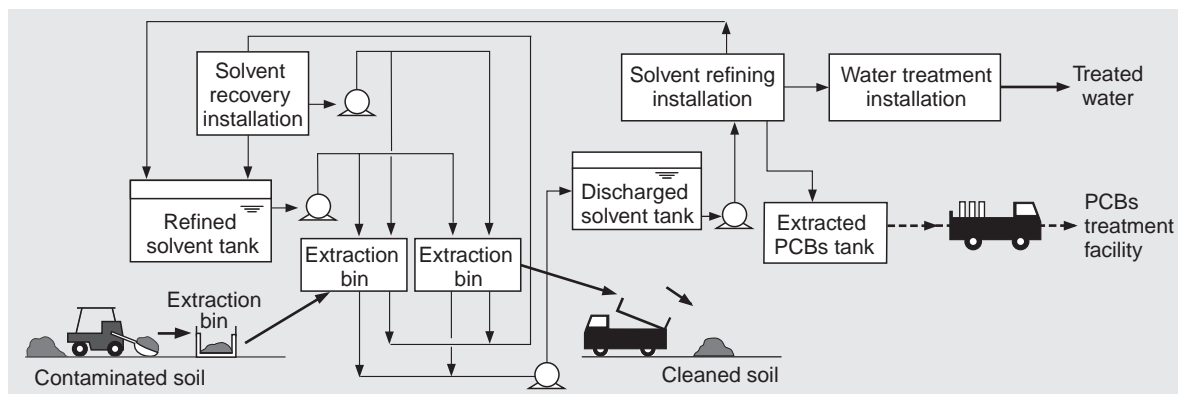 Solvent
recovery
installation
Solvent refining
installation
Water treatment
installation
Treated
water
Refined
solvent tank
Discharged
solvent tank
Extracted
PCBs tank
PCBs
treatment
facility
Extraction
bin
Extraction
bin
Extraction
bin
Contaminated soil
Cleaned soil